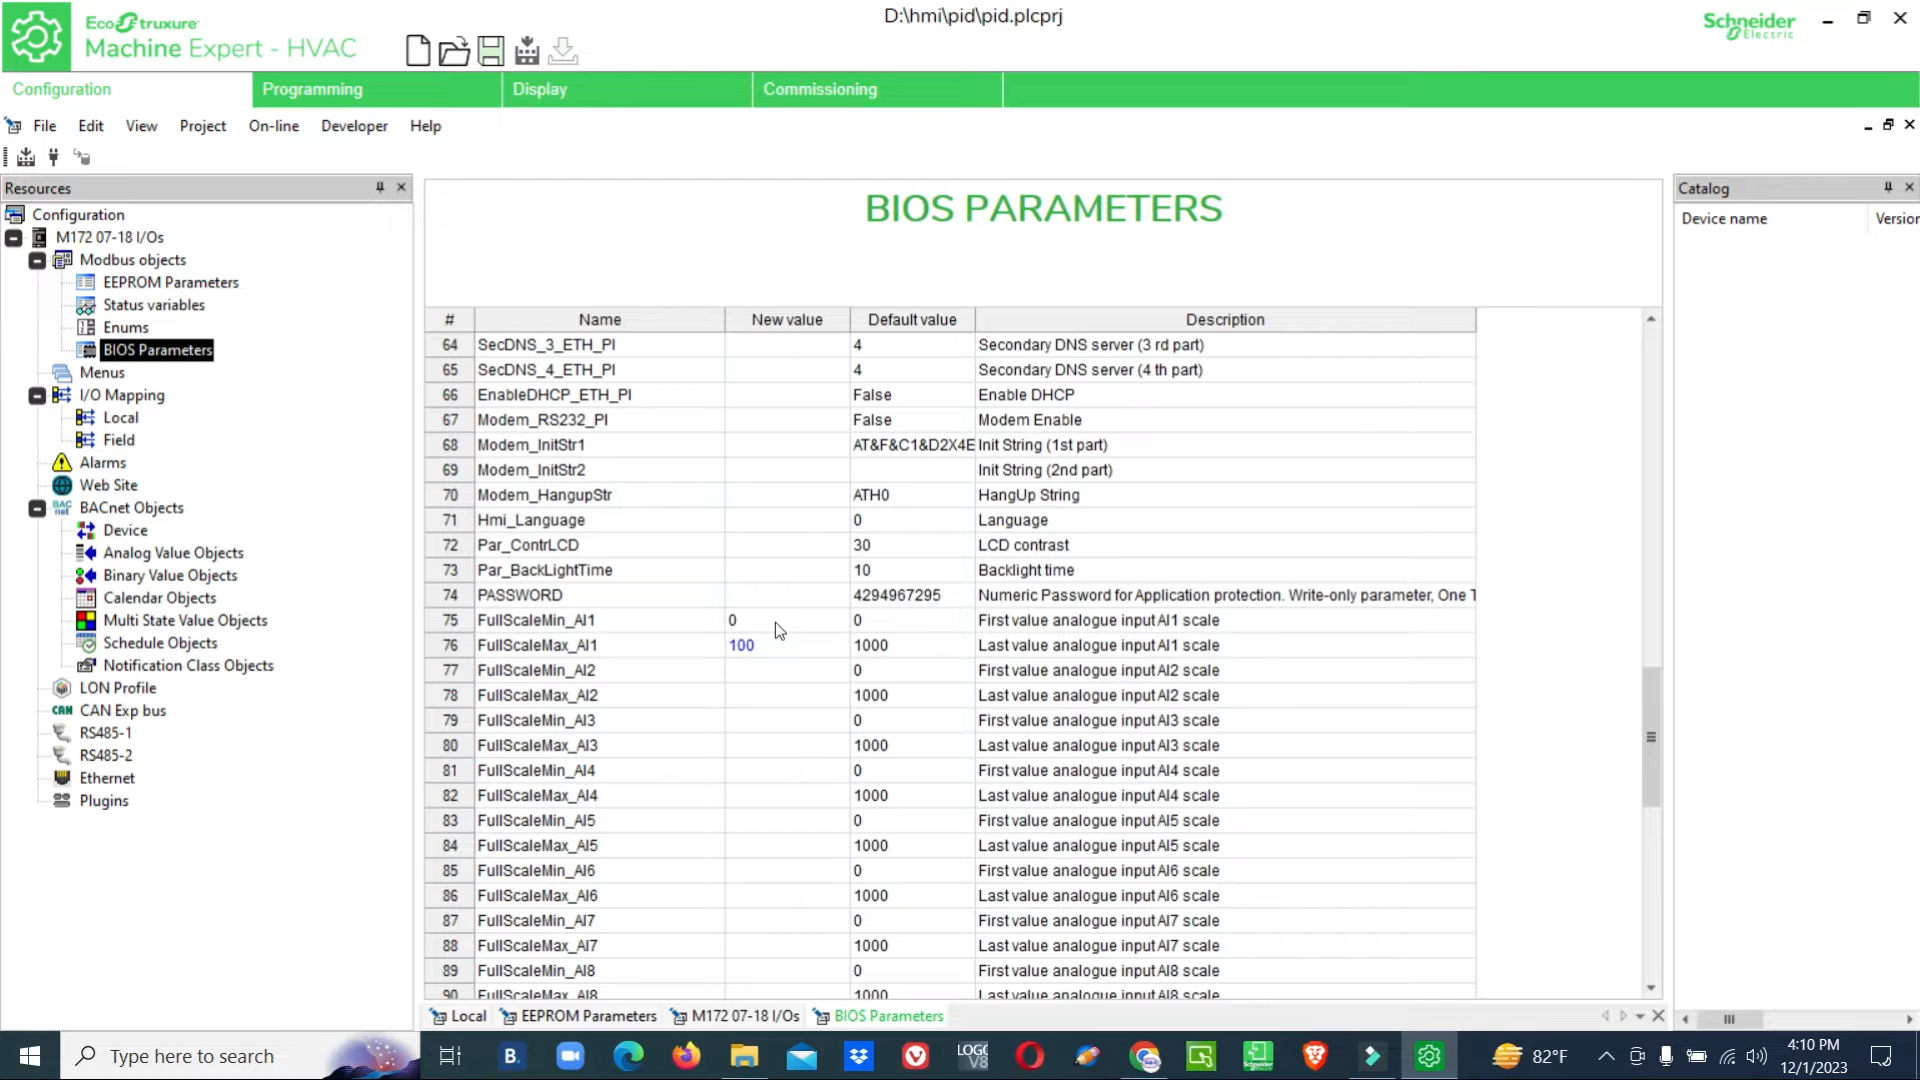 D:\hmi\pid\pid.plcprj
EcoStruxure
Machine Expert - HVAC
Schneider
Electric
Configuration
Programming
Display
Commissioning
File
Edit
View
Project
On-line
Developer
Help
Resources
Configuration
M172 07-18 I/Os
Modbus objects
EEPROM Parameters
Status variables
Enums
BIOS Parameters
Menus
I/O Mapping
Local
Field
Alarms
Web Site
BACnet Objects
Device
Analog Value Objects
Binary Value Objects
Calendar Objects
Multi State Value Objects
Schedule Objects
Notification Class Objects
LON Profile
CAN CAN Exp bus
RS485-1
RS485-2
Ethernet
Plugins
BIOS PARAMETERS
# Name New value Default value Description
64 SecDNS_3_ETH_PI 4 Secondary DNS server (3 rd part)
65 SecDNS_4_ETH_PI 4 Secondary DNS server (4 th part)
66 EnableDHCP_ETH_PI False Enable DHCP
67 Modem_RS232_PI False Modem Enable
68 Modem_InitStr1 AT&F&C1&D2X4E Init String (1st part)
69 Modem_InitStr2 Init String (2nd part)
70 Modem_HangupStr ATH0 HangUp String
71 Hmi_Language 0 Language
72 Par_ContrLCD 30 LCD contrast
73 Par_BackLightTime 10 Backlight time
74 PASSWORD 4294967295 Numeric Password for Application protection. Write-only parameter, One T
75 FullScaleMin_AI1 0 0 First value analogue input AI1 scale
76 FullScaleMax_AI1 100 1000 Last value analogue input AI1 scale
77 FullScaleMin_AI2 0 First value analogue input AI2 scale
78 FullScaleMax_AI2 1000 Last value analogue input AI2 scale
79 FullScaleMin_AI3 0 First value analogue input AI3 scale
80 FullScaleMax_AI3 1000 Last value analogue input AI3 scale
81 FullScaleMin_AI4 0 First value analogue input AI4 scale
82 FullScaleMax_AI4 1000 Last value analogue input AI4 scale
83 FullScaleMin_AI5 0 First value analogue input AI5 scale
84 FullScaleMax_AI5 1000 Last value analogue input AI5 scale
85 FullScaleMin_AI6 0 First value analogue input AI6 scale
86 FullScaleMax_AI6 1000 Last value analogue input AI6 scale
87 FullScaleMin_AI7 0 First value analogue input AI7 scale
88 FullScaleMax_AI7 1000 Last value analogue input AI7 scale
89 FullScaleMin_AI8 0 First value analogue input AI8 scale
90 FullScaleMax_AI8 1000 Last value analogue input AI8 scale
Catalog
Device name Version
Local
EEPROM Parameters
M172 07-18 I/Os
BIOS Parameters
Type here to search
B.
LOGO
V8
82°F
4:10 PM
12/1/2023